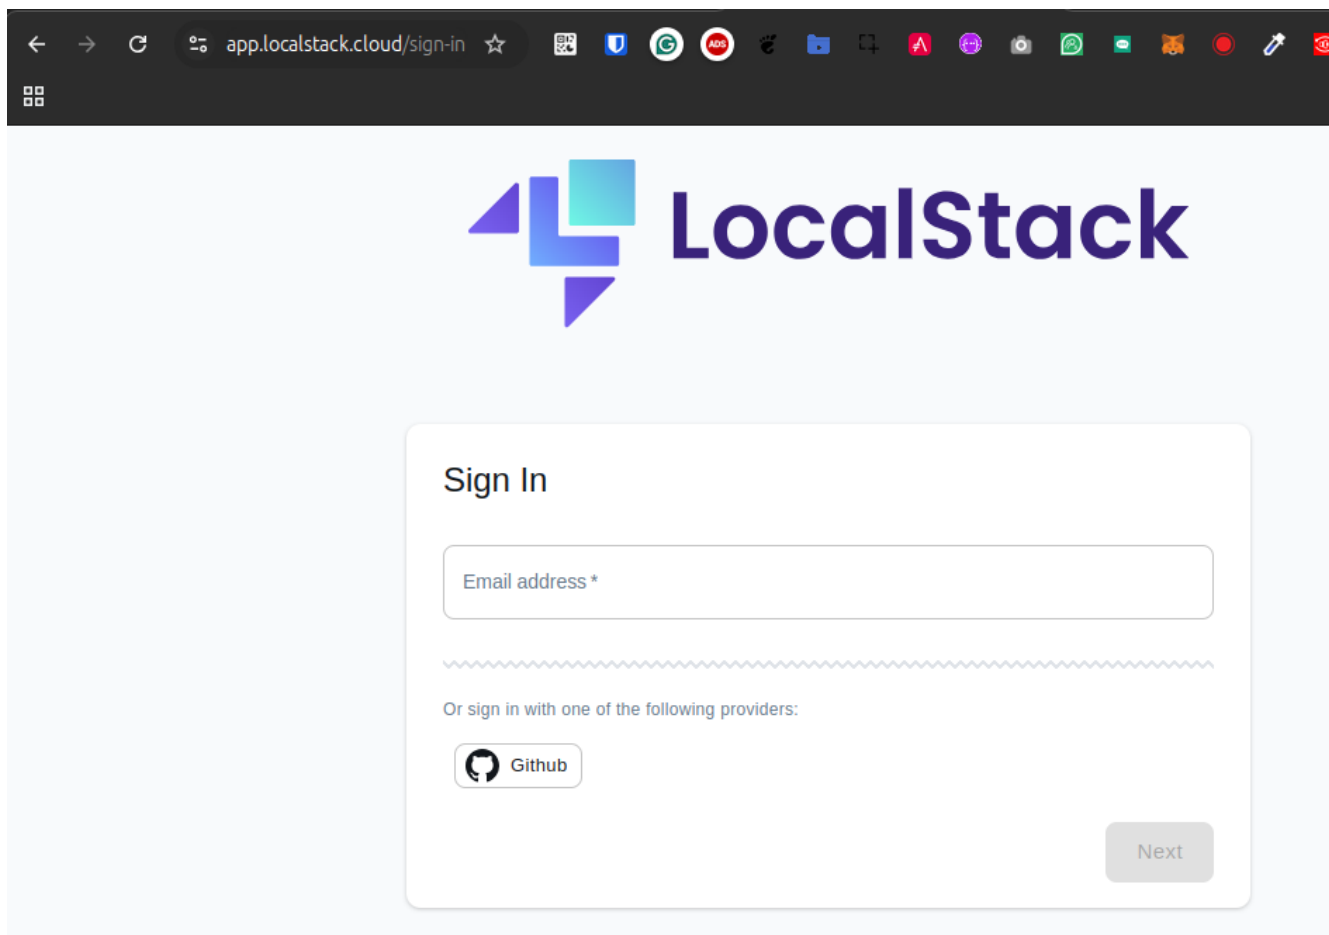 app.localstack.cloud/sign-in
ADS
LocalStack
Sign In
Email address *
Or sign in with one of the following providers:
Github
Next